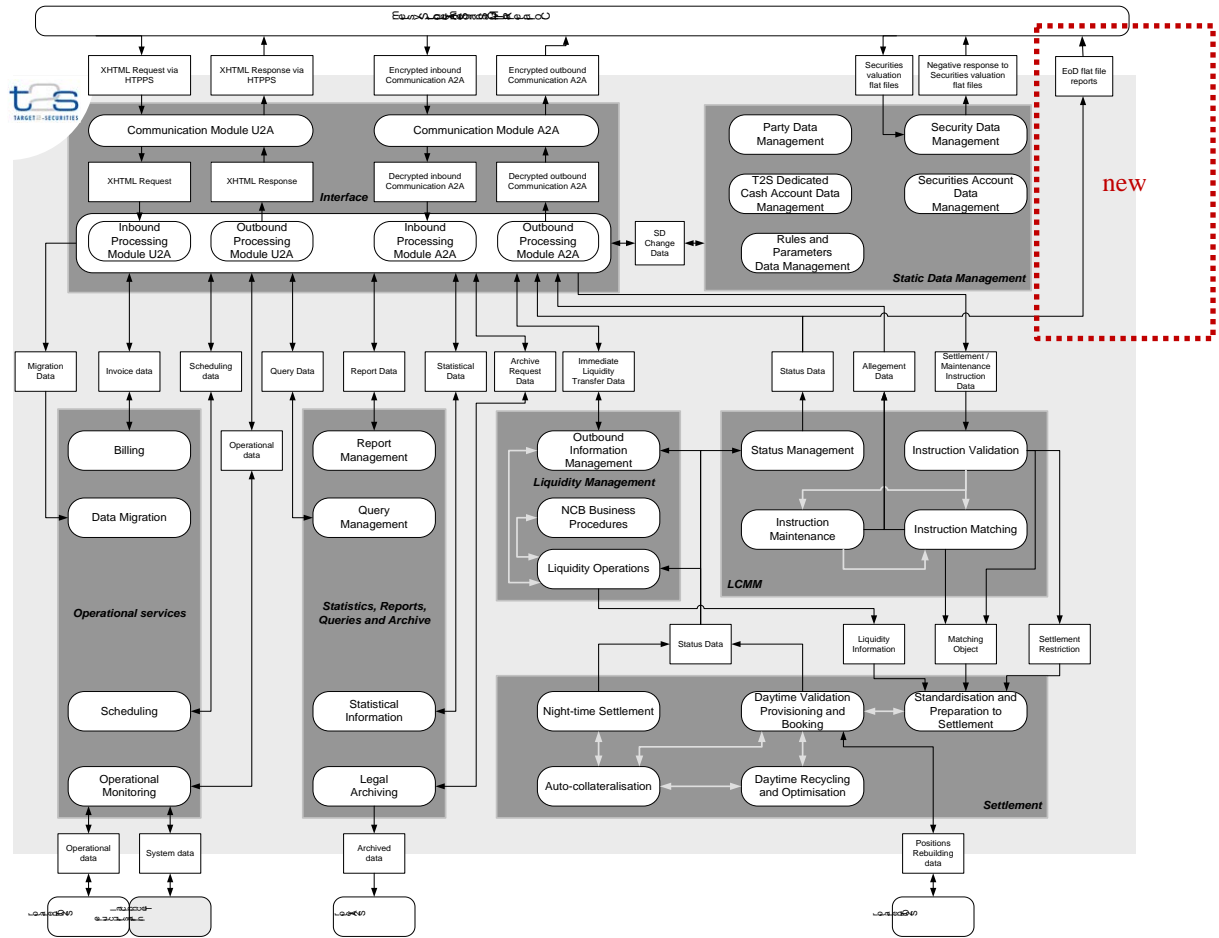 XHTML Request via
HTPPS
XHTML Response via
HTPPS
Encrypted inbound
Communication A2A
Encrypted outbound
Communication A2A
Securities
valuation
flat files
Negative response to
Securities valuation
flat files
EoD flat file
reports
t2s
TARGET2-SECURITIES
Communication Module U2A
Communication Module A2A
Party Data
Management
Security Data
Management
XHTML Request
XHTML Response
Decrypted inbound
Communication A2A
Decrypted outbound
Communication A2A
Interface
T2S Dedicated
Cash Account Data
Management
Securities Account
Data
Management
new
Inbound
Processing
Module U2A
Outbound
Processing
Module U2A
Inbound
Processing
Module A2A
Outbound
Processing
Module A2A
SD
Change
Data
Rules and
Parameters
Data Management
Static Data Management
Migration
Data
Invoice data
Scheduling
data
Query Data
Report Data
Statistical
Data
Archive
Request
Data
Immediate
Liquidity
Transfer Data
Status Data
Allegement
Data
Settlement /
Maintenance
Instruction
Data
Billing
Operational
data
Report
Management
Outbound
Information
Management
Liquidity Management
Status Management
Instruction Validation
Data Migration
Query
Management
NCB Business
Procedures
Instruction
Maintenance
Instruction Matching
Liquidity Operations
LCMM
Operational services
Statistics, Reports,
Queries and Archive
Status Data
Liquidity
Information
Matching
Object
Settlement
Restriction
Scheduling
Statistical
Information
Night-time Settlement
Daytime Validation
Provisioning and
Booking
Standardisation and
Preparation to
Settlement
Operational
Monitoring
Legal
Archiving
Auto-collateralisation
Daytime Recycling
and Optimisation
Settlement
Operational
data
System data
Archived
data
Positions
Rebuilding
data